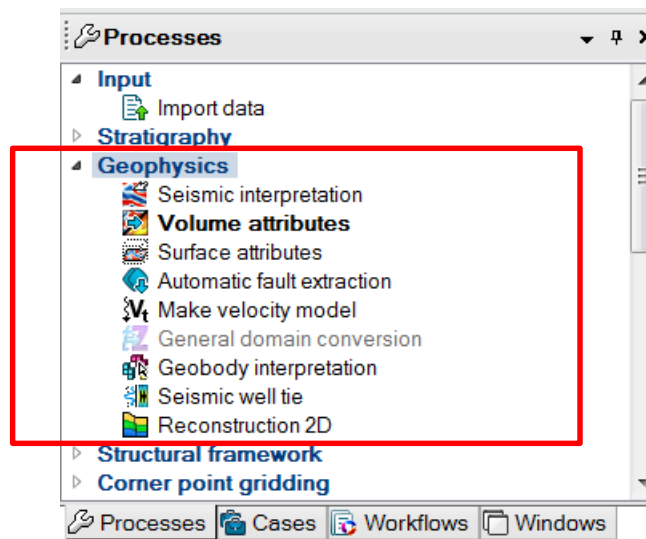 Processes
Input
Import data
Stratigraphy
Geophysics
Seismic interpretation
Volume attributes
Surface attributes
Automatic fault extraction
Make velocity model
General domain conversion
Geobody interpretation
Seismic well tie
Reconstruction 2D
Structural framework
Corner point gridding
Processes Cases Workflows Windows